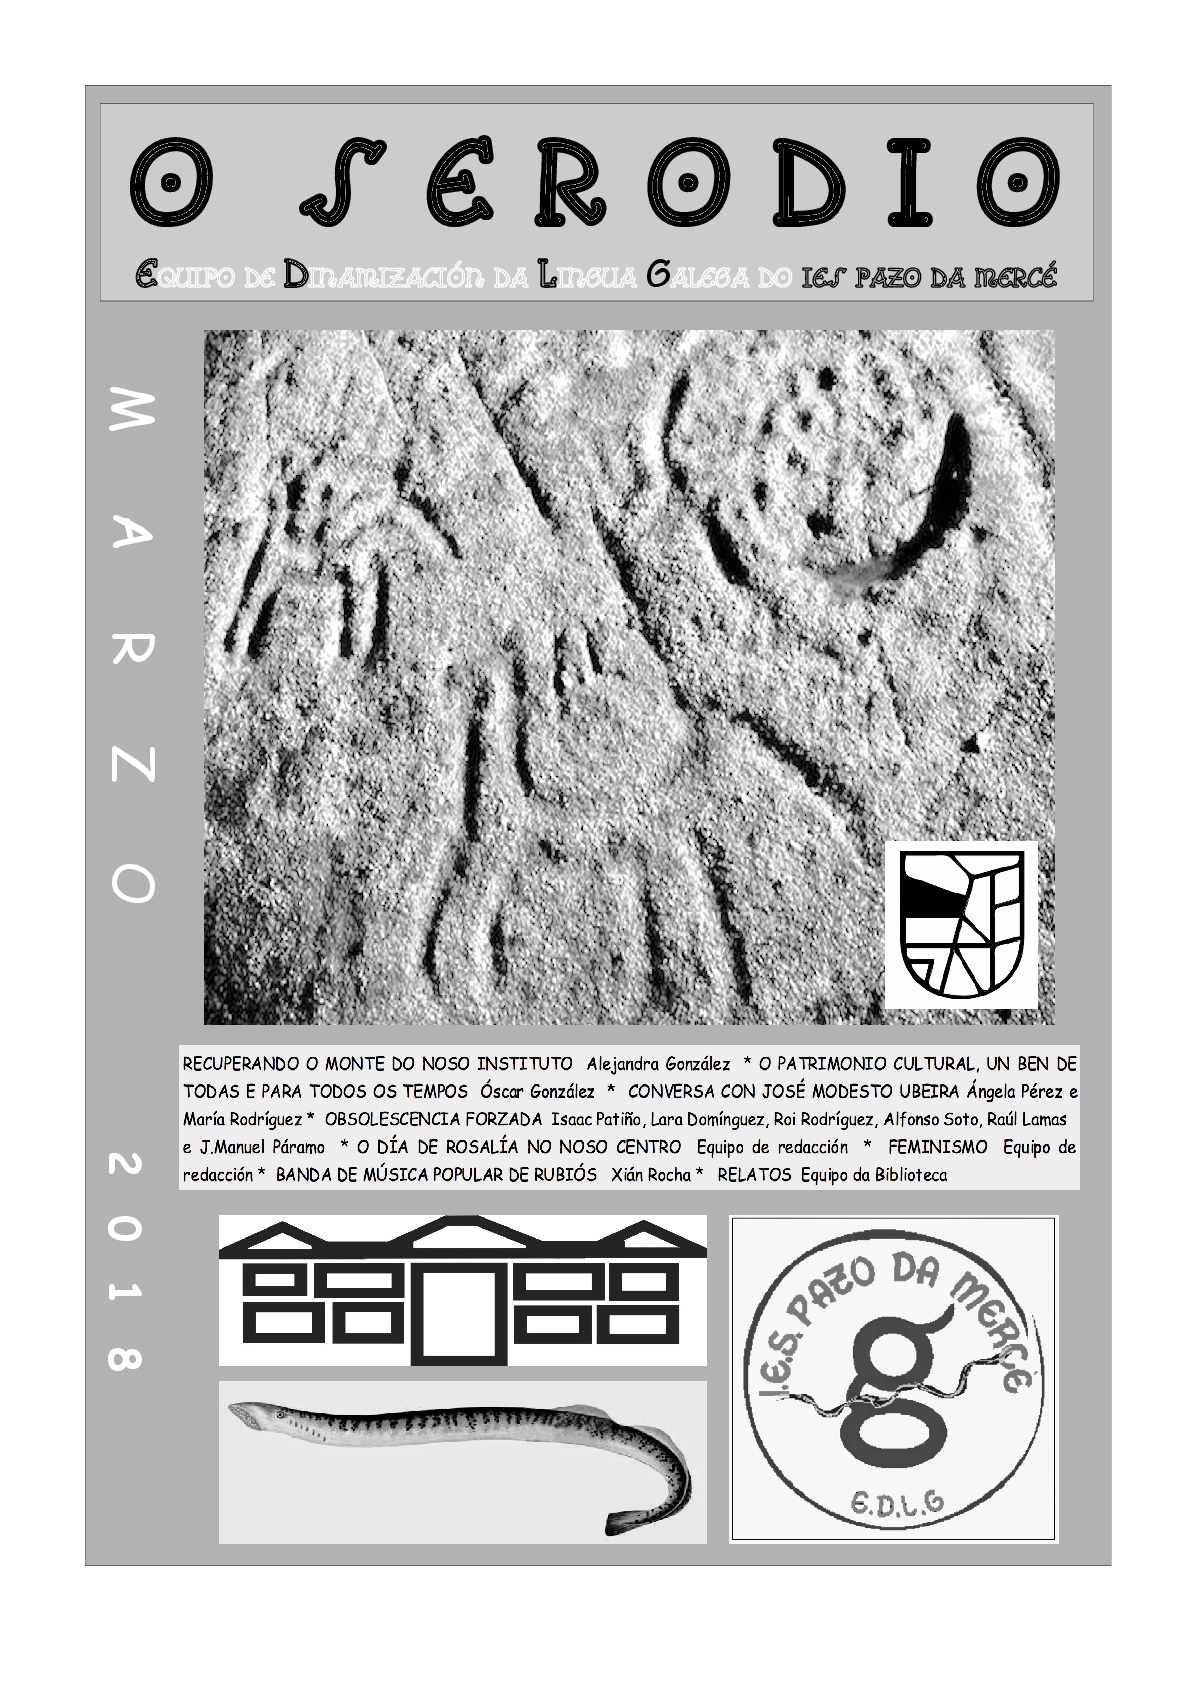 O SERODIO
EQUIPO DE DINAMIZACIÓN DA LINGUA GALEGA DO IES PAZO DA MERCÉ
MARZO
2018
RECUPERANDO O MONTE DO NOSO INSTITUTO Alejandra González * O PATRIMONIO CULTURAL, UN BEN DE
TODAS E PARA TODOS OS TEMPOS Óscar González * CONVERSA CON JOSÉ MODESTO UBEIRA Ángela Pérez e
María Rodríguez * OBSOLESCENCIA FORZADA Isaac Patiño, Lara Domínguez, Roi Rodríguez, Alfonso Soto, Raúl Lamas
e J.Manuel Páramo * O DÍA DE ROSALÍA NO NOSO CENTRO Equipo de redacción * FEMINISMO Equipo de
redacción * BANDA DE MÚSICA POPULAR DE RUBIÓS Xián Rocha * RELATOS Equipo da Biblioteca
I.E.S. PAZO DA MERCÉ
g
E.D.L.G